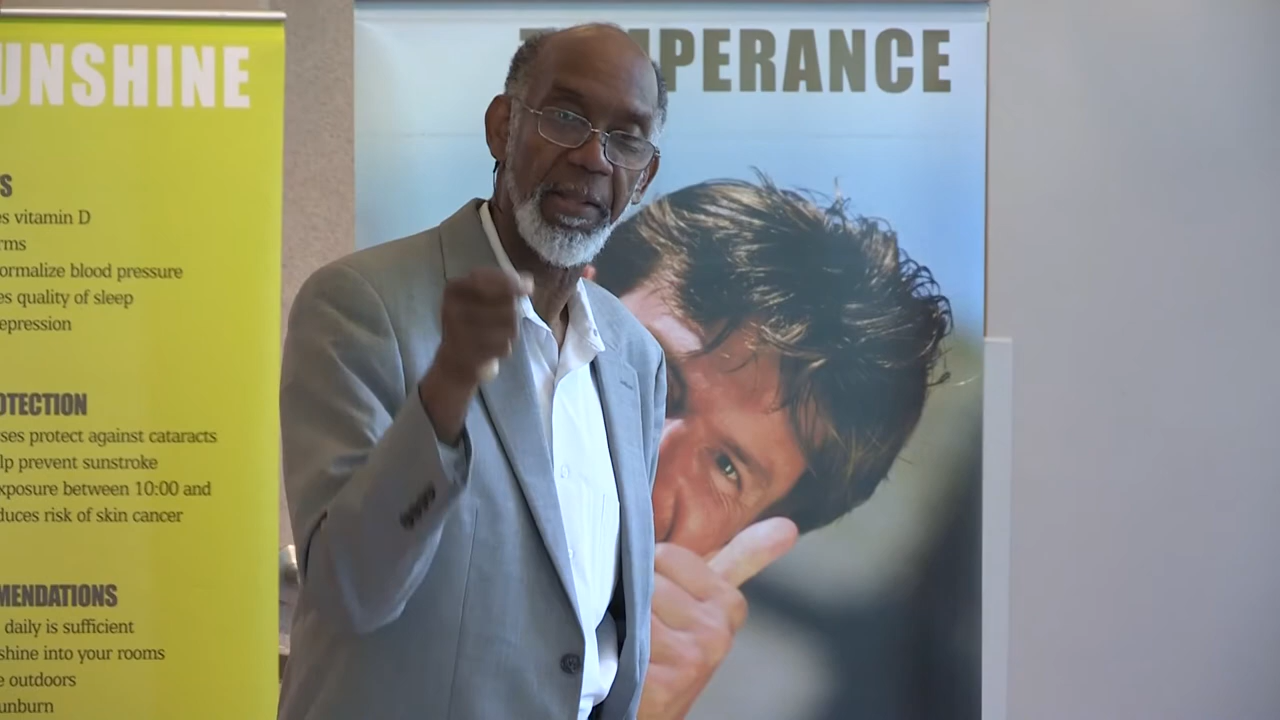 UNSHINE
TEMPERANCE
S
es vitamin D
rms
ormalize blood pressure
es quality of sleep
epression
OTECTION
ses protect against cataracts
lp prevent sunstroke
xposure between 10:00 and
duces risk of skin cancer
MENDATIONS
daily is sufficient
shine into your rooms
e outdoors
unburn